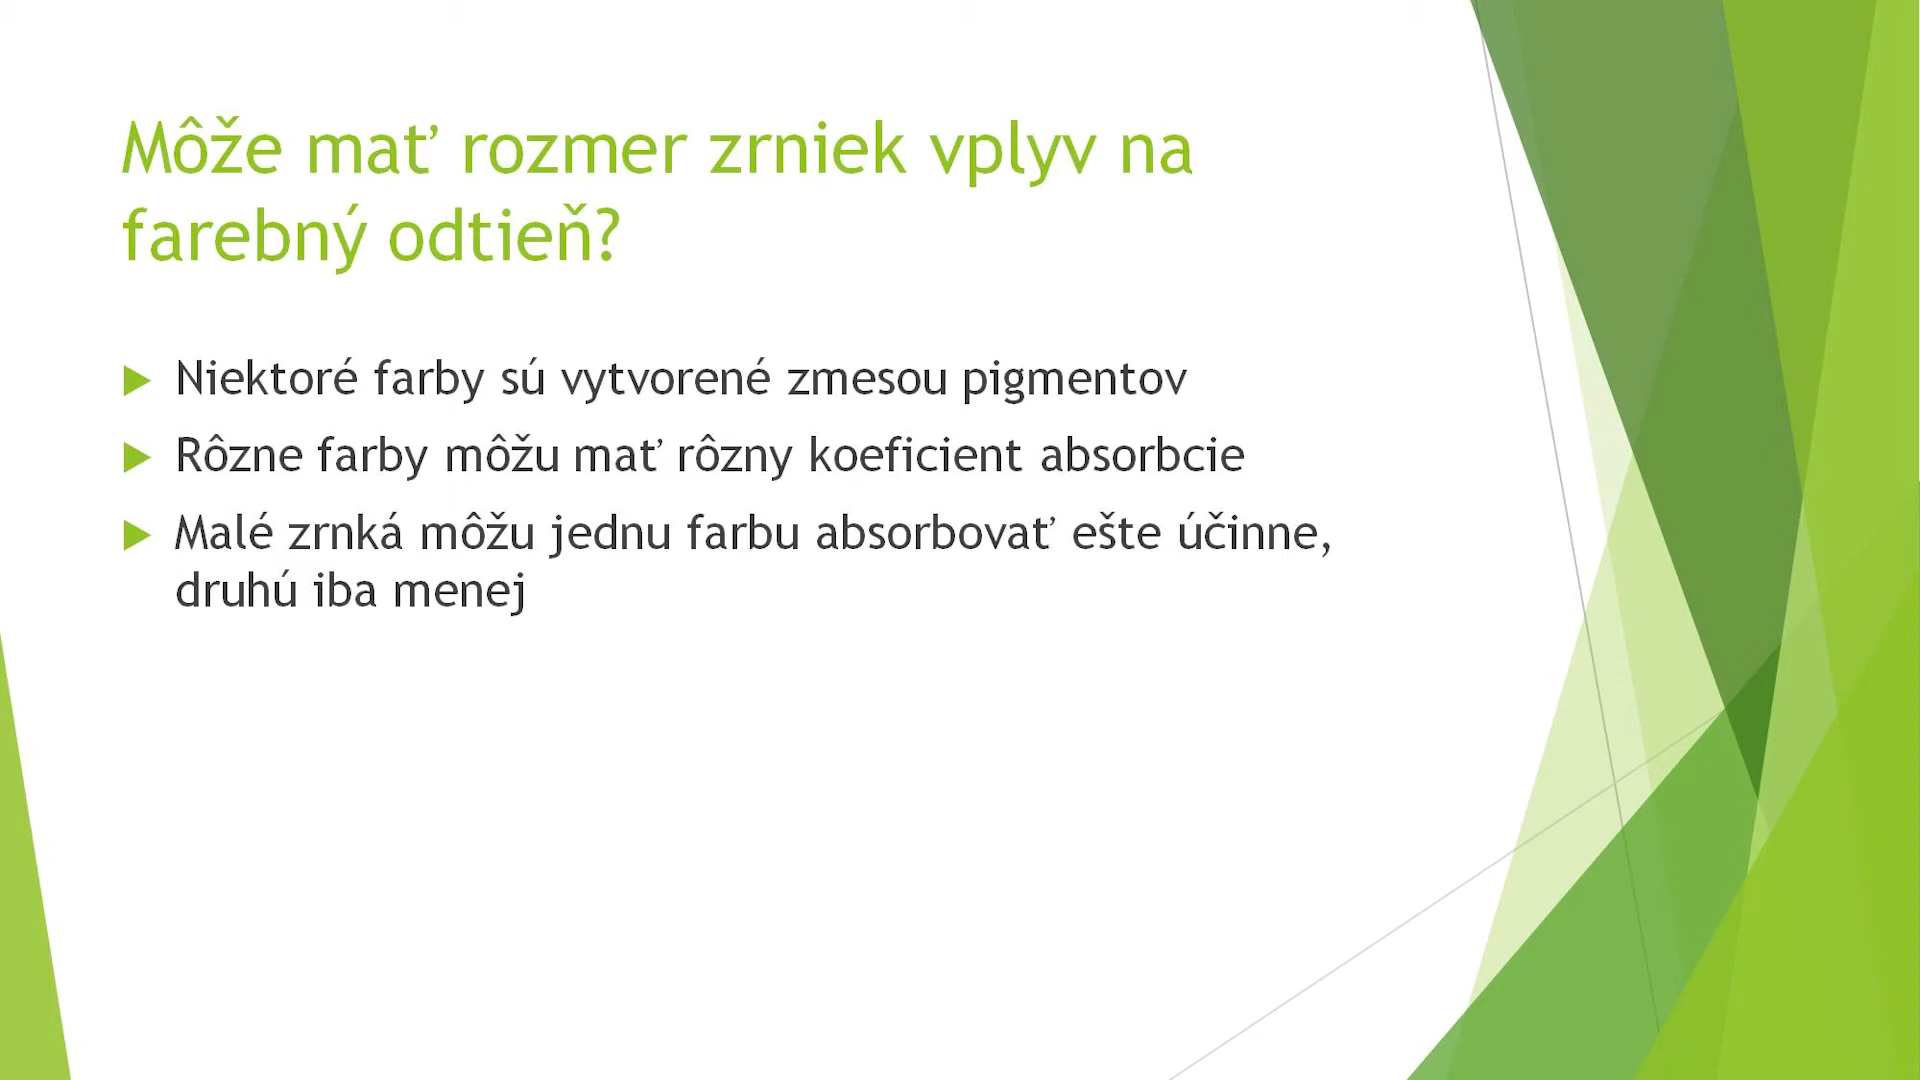 Môže mať rozmer zrniek vplyv na
farebný odtieň?
Niektoré farby sú vytvorené zmesou pigmentov
Rôzne farby môžu mať rôzny koeficient absorbcie
Malé zrnká môžu jednu farbu absorbovať ešte účinne,
druhú iba menej